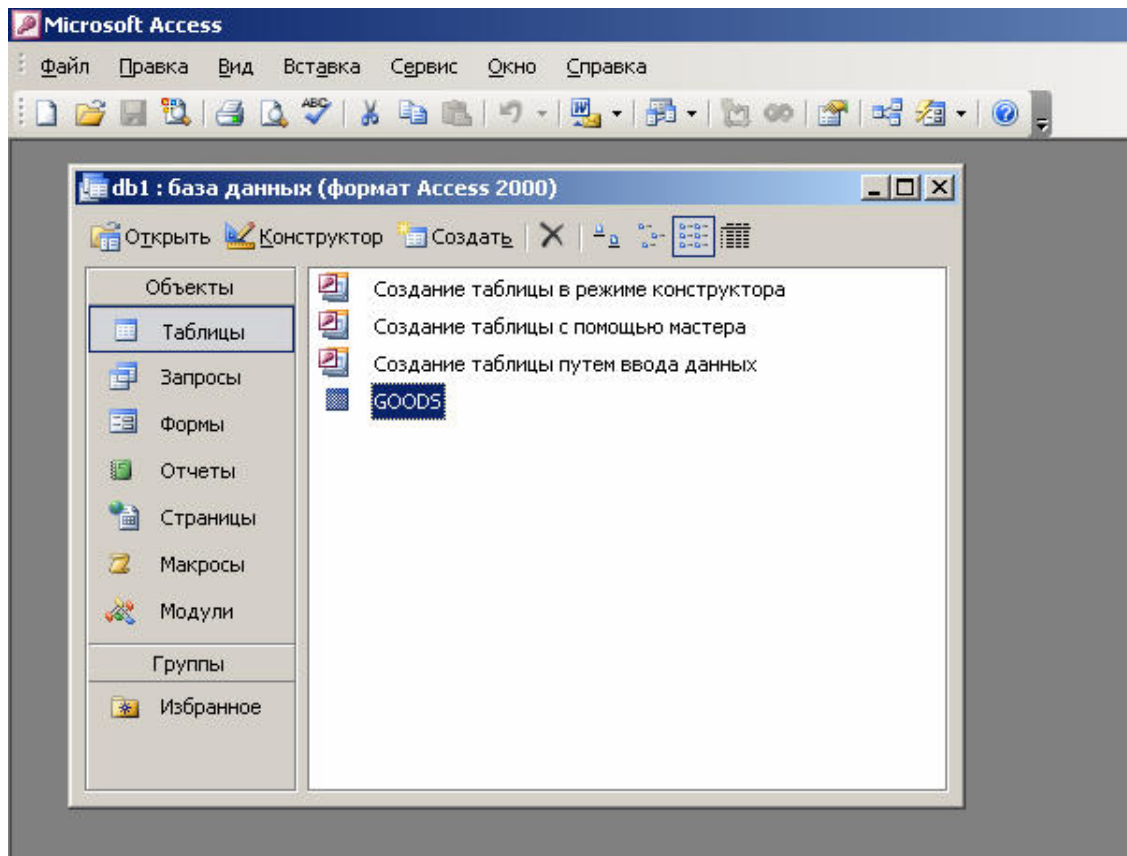 Microsoft Access
Файл Правка Вид Вставка Сервис Окно Справка
ABC
W
db1 : база данных (формат Access 2000)
Открыть Конструктор Создать
Объекты
Таблицы
Запросы
Формы
Отчеты
Страницы
Макросы
Модули
Группы
Избранное
Создание таблицы в режиме конструктора
Создание таблицы с помощью мастера
Создание таблицы путем ввода данных
GOODS